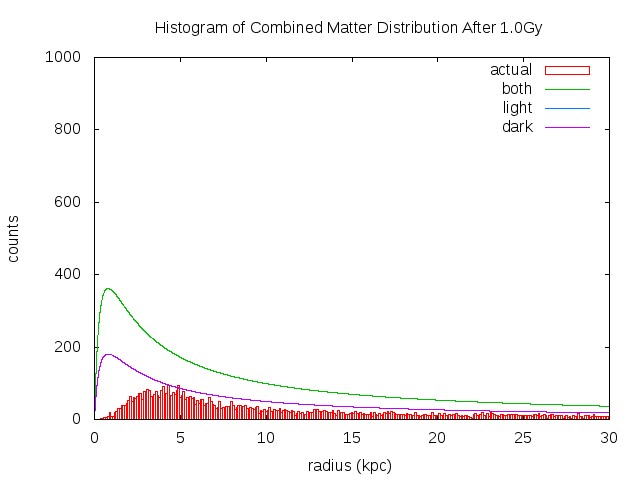 Histogram of Combined Matter Distribution After 1.0Gy
1000
800
600
400
200
0
counts
actual
both
light
dark
0 5 10 15 20 25 30
radius (kpc)